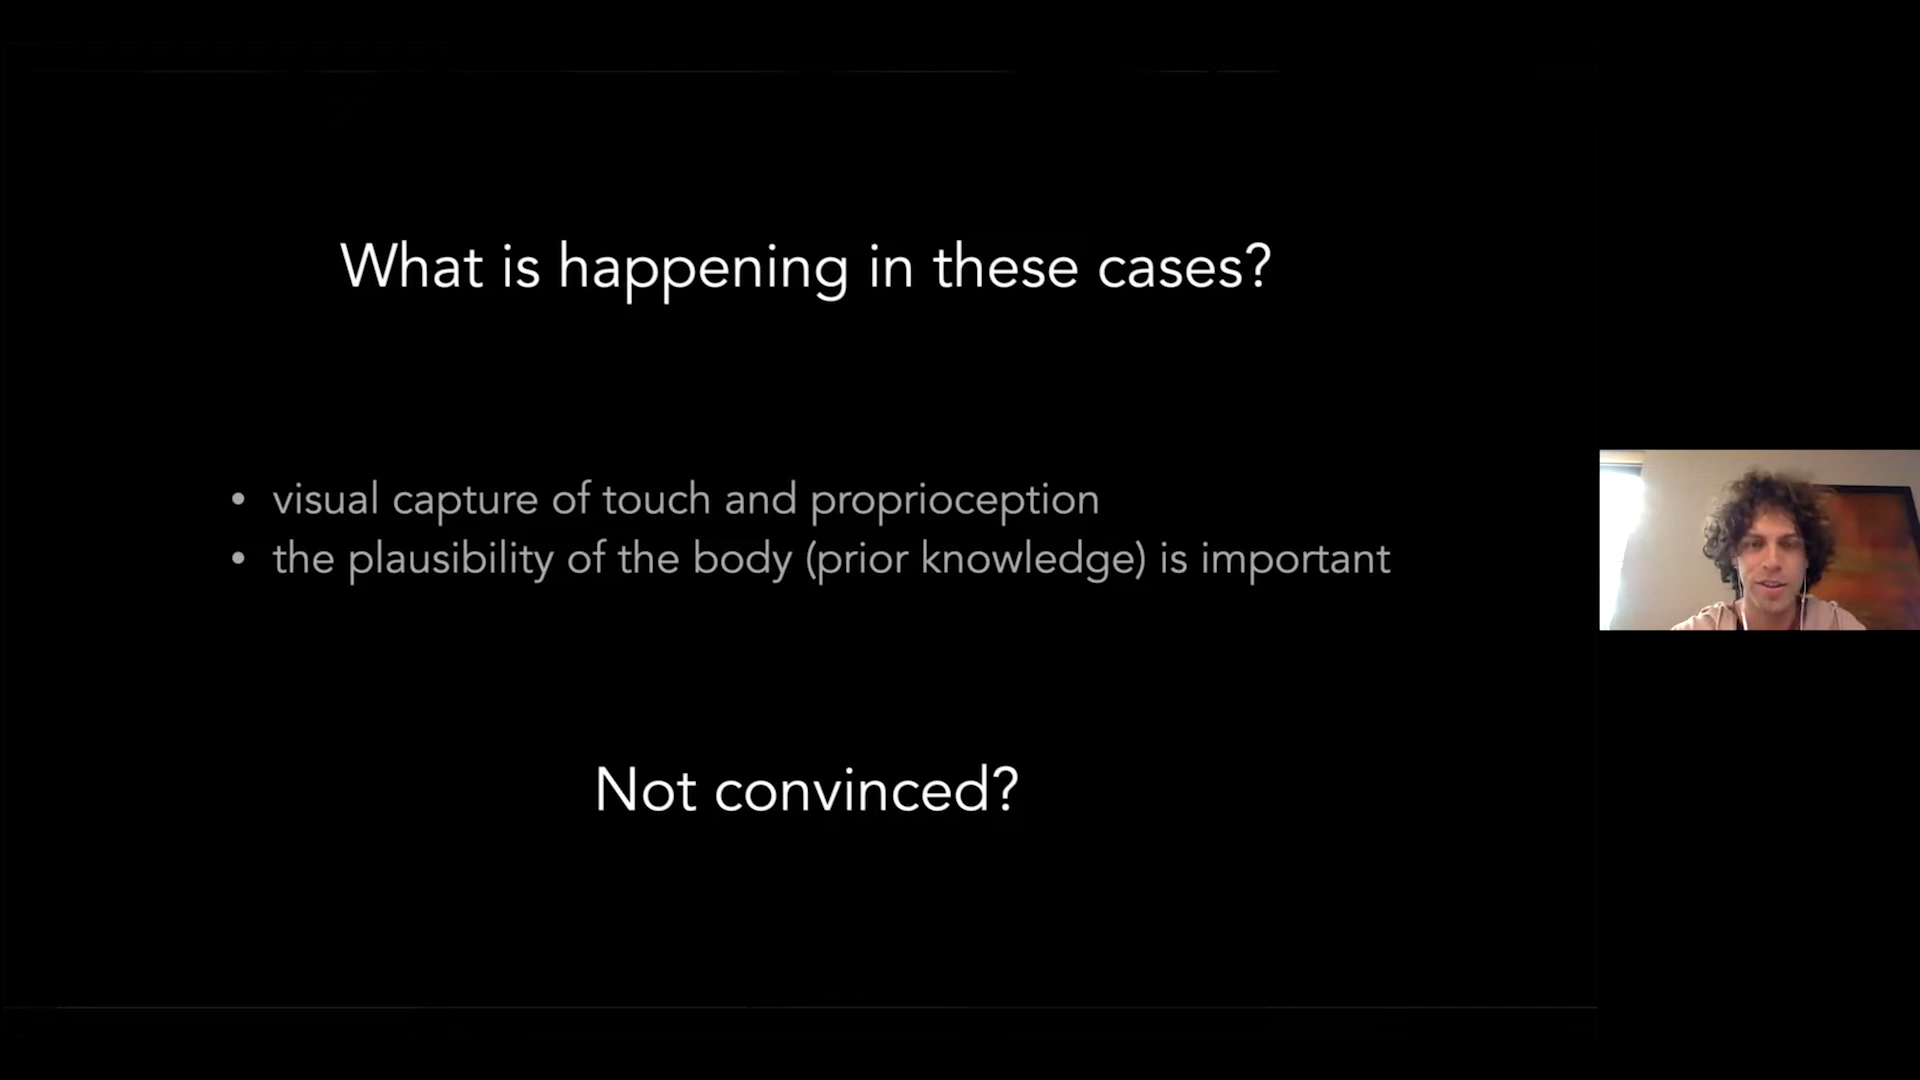 What is happening in these cases?
• visual capture of touch and proprioception
• the plausibility of the body (prior knowledge) is important
Not convinced?